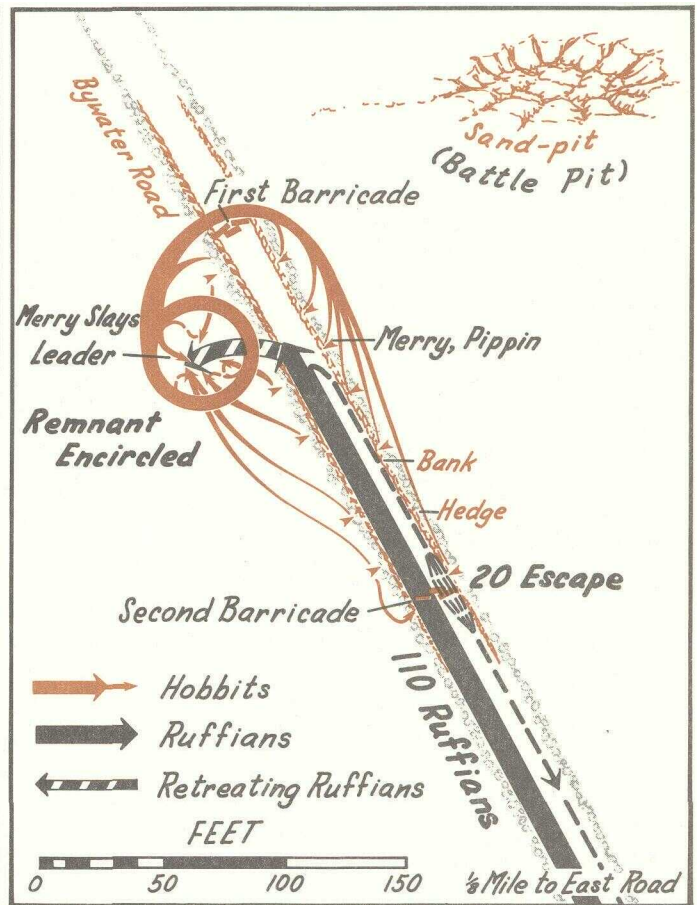 Bywater Road
Sand-pit
(Battle Pit)
First Barricade
Merry Slays
Leader
Merry, Pippin
Remnant
Encircled
Bank
Hedge
20 Escape
Second Barricade
110 Ruffians
Hobbits
Ruffians
Retreating Ruffians
FEET
0 50 100 150
⅛ Mile to East Road